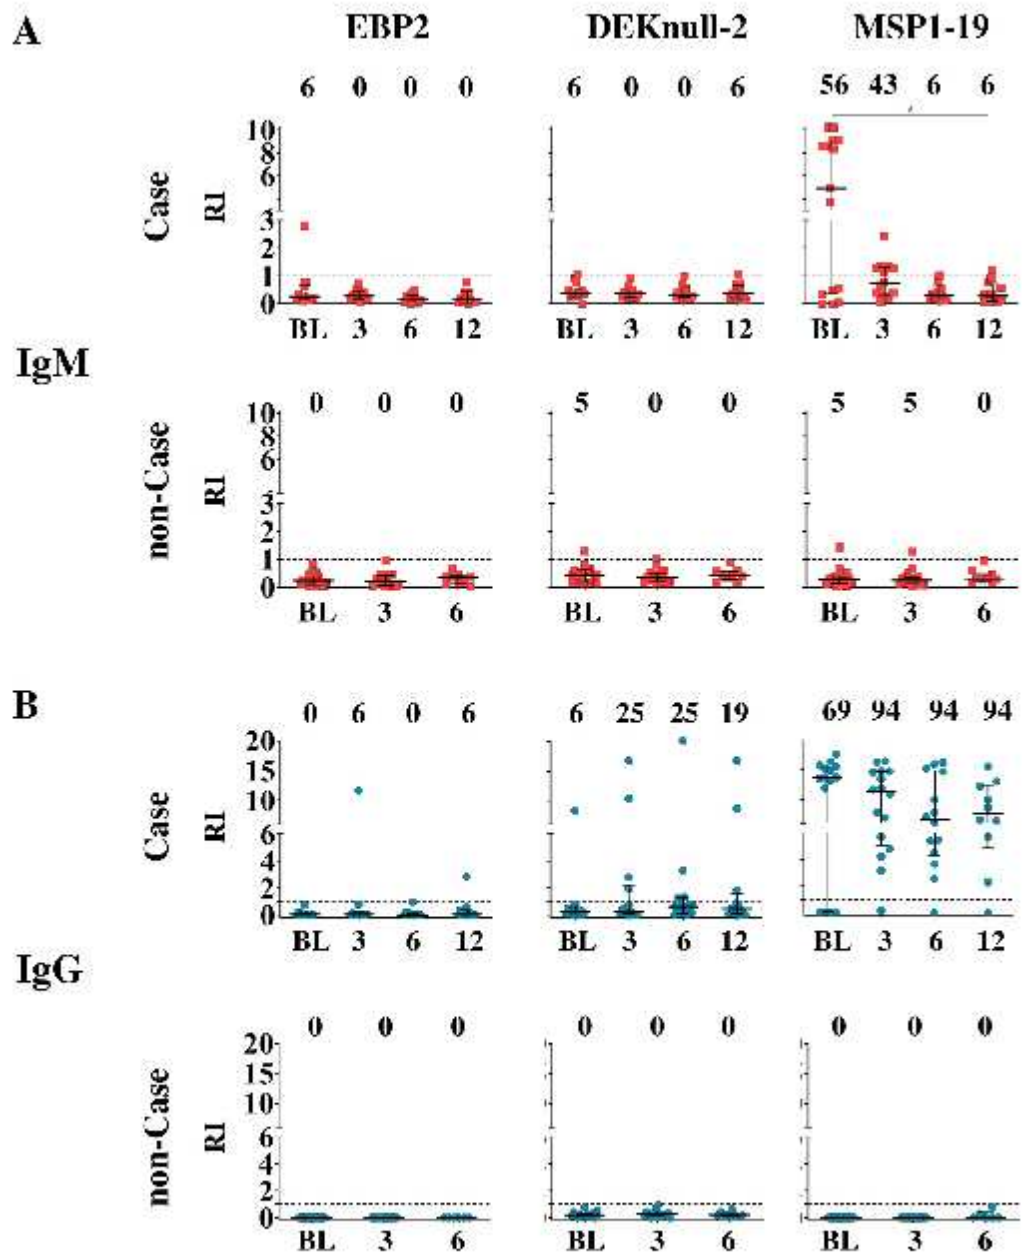 A
EBP2 DEKnull-2 MSP1-19
6 0 0 0 6 0 0 6 56 43 6 6
10
8
6
3
2
1
0
Case
RI
BL 3 6 12 BL 3 6 12 BL 3 6 12
IgM
0 0 0 5 0 0 5 5 0
10
8
6
3
2
1
0
non-Case
RI
BL 3 6 BL 3 6 BL 3 6
B
0 6 0 6 6 25 25 19 69 94 94 94
20
15
10
6
4
2
0
Case
RI
BL 3 6 12 BL 3 6 12 BL 3 6 12
IgG
0 0 0 0 0 0 0 0 0
20
15
10
6
4
2
0
non-Case
RI
BL 3 6 BL 3 6 BL 3 6